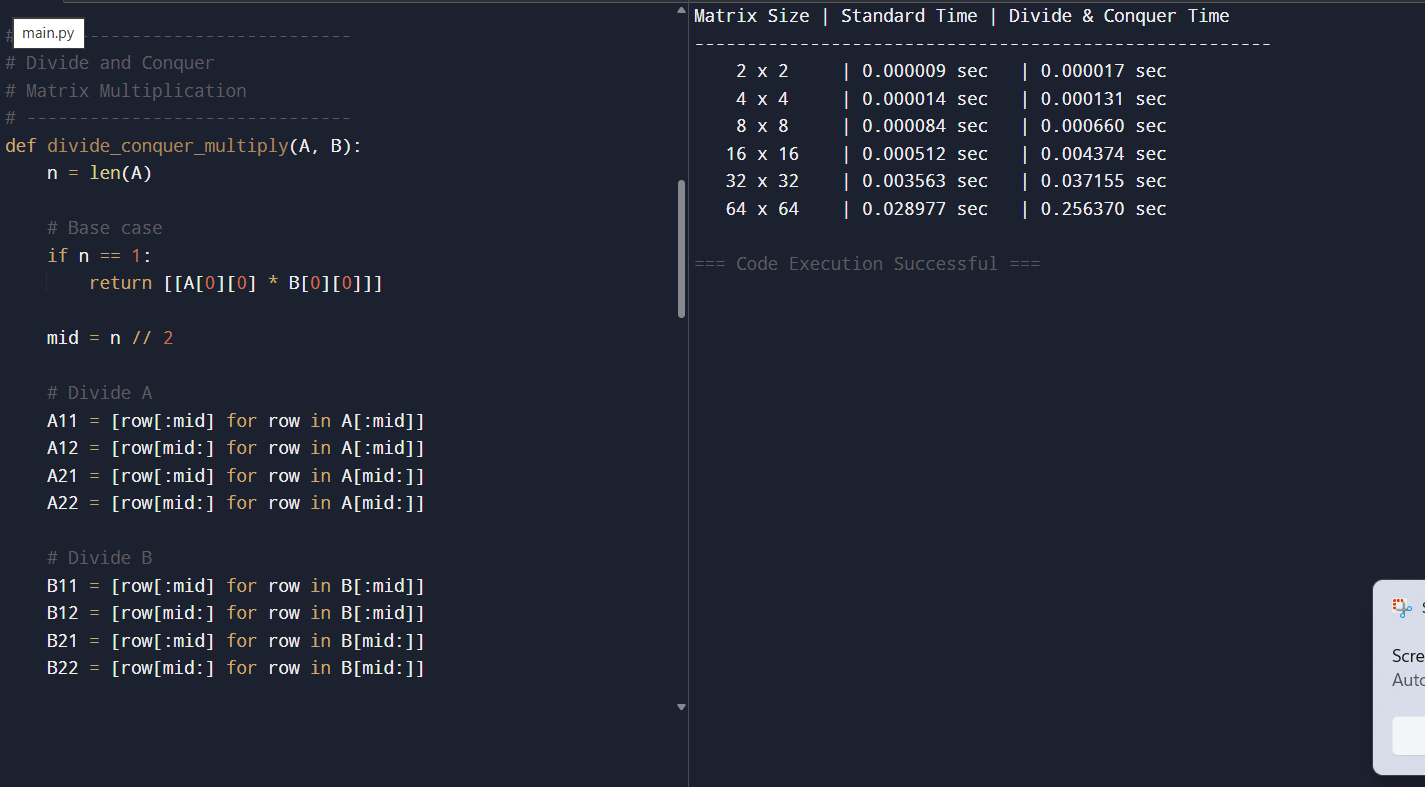 main.py
# ------------------------------
# Divide and Conquer
# Matrix Multiplication
# -------------------------------
def divide_conquer_multiply(A, B):
    n = len(A)

    # Base case
    if n == 1:
        return [[A[0][0] * B[0][0]]]

    mid = n // 2

    # Divide A
    A11 = [row[:mid] for row in A[:mid]]
    A12 = [row[mid:] for row in A[:mid]]
    A21 = [row[:mid] for row in A[mid:]]
    A22 = [row[mid:] for row in A[mid:]]

    # Divide B
    B11 = [row[:mid] for row in B[:mid]]
    B12 = [row[mid:] for row in B[:mid]]
    B21 = [row[:mid] for row in B[mid:]]
    B22 = [row[mid:] for row in B[mid:]]
Matrix Size | Standard Time | Divide & Conquer Time
-------------------------------------------------------
    2 x 2     | 0.000009 sec   | 0.000017 sec
    4 x 4     | 0.000014 sec   | 0.000131 sec
    8 x 8     | 0.000084 sec   | 0.000660 sec
   16 x 16    | 0.000512 sec   | 0.004374 sec
   32 x 32    | 0.003563 sec   | 0.037155 sec
   64 x 64    | 0.028977 sec   | 0.256370 sec

=== Code Execution Successful ===
Scre
Auto